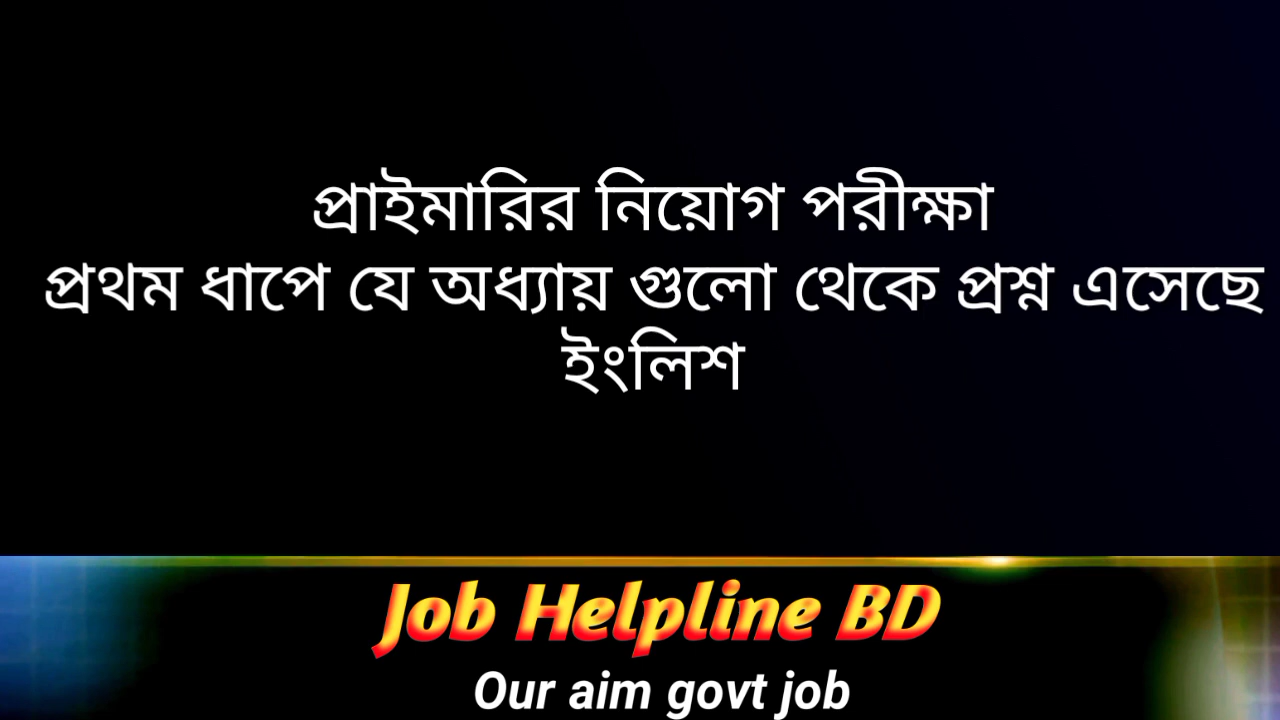 প্রাইমারির নিয়োগ পরীক্ষা
প্রথম ধাপে যে অধ্যায় গুলো থেকে প্রশ্ন এসেছে
ইংলিশ
Job Helpline BD
Our aim govt job